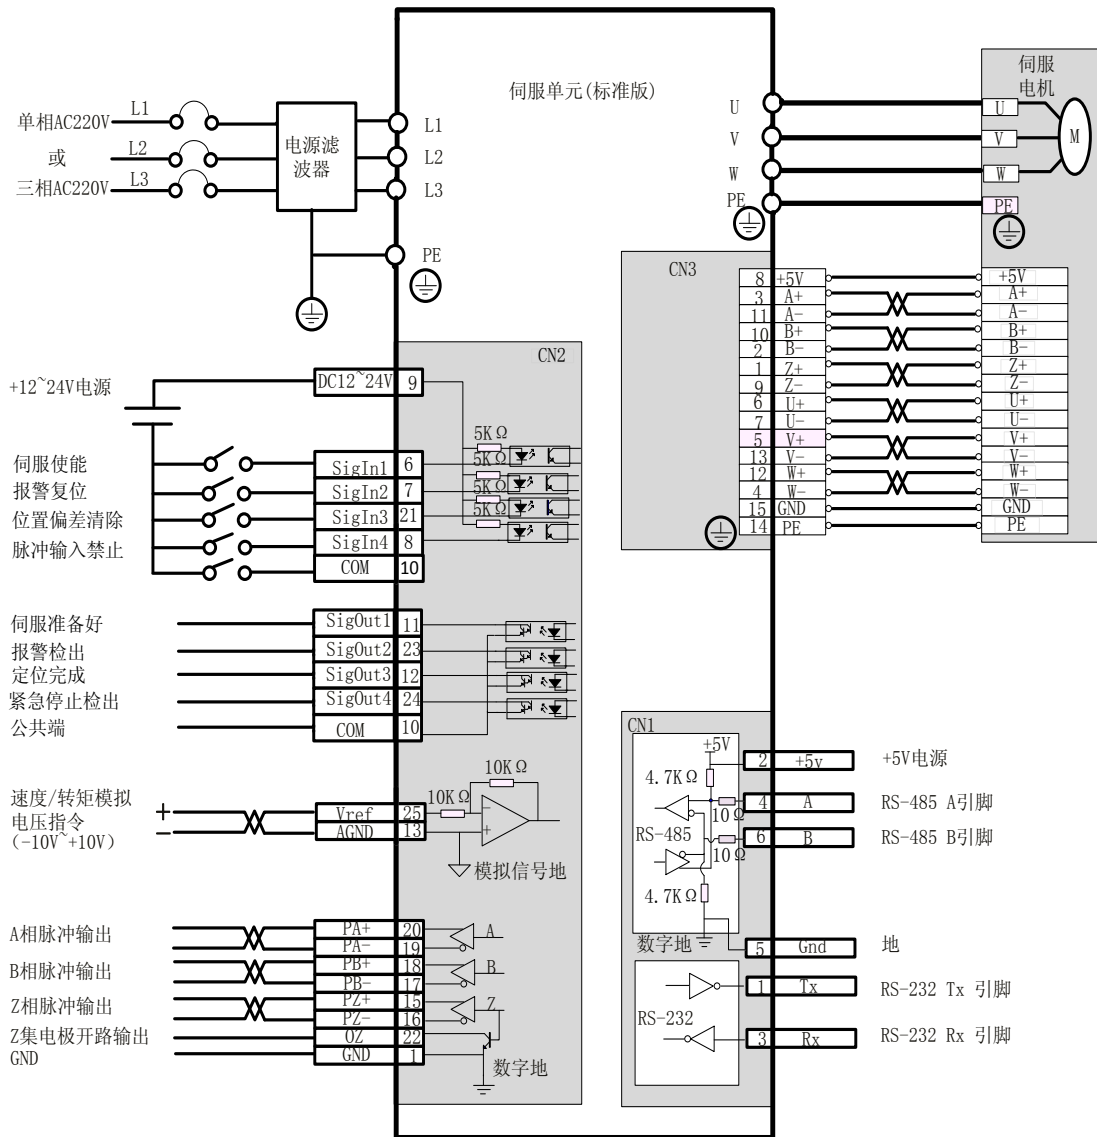 伺服单元(标准版)
单相AC220V
或
三相AC220V
L1
L2
L3
电源滤
波器
L1
L2
L3
PE
U
V
W
PE
伺服
电机
U
V
W
PE
M
CN3
8 +5V
3 A+
11 A-
10 B+
2 B-
1 Z+
9 Z-
6 U+
7 U-
5 V+
13 V-
12 W+
4 W-
15 GND
14 PE
+5V
A+
A-
B+
B-
Z+
Z-
U+
U-
V+
V-
W+
W-
GND
PE
CN2
+12~24V电源
DC12~24V 9
5KΩ
5KΩ
5KΩ
5KΩ
伺服使能
SigIn1 6
报警复位
SigIn2 7
位置偏差清除
SigIn3 21
脉冲输入禁止
SigIn4 8
COM 10
伺服准备好
SigOut1 11
报警检出
SigOut2 23
定位完成
SigOut3 12
紧急停止检出
SigOut4 24
公共端
COM 10
速度/转矩模拟
电压指令
(-10V~+10V)
+
−
Vref 25
AGND 13
10KΩ
10KΩ
−
+
模拟信号地
A相脉冲输出
PA+ 20
PA- 19
A
B相脉冲输出
PB+ 18
PB- 17
B
Z相脉冲输出
PZ+ 15
PZ- 16
Z
Z集电极开路输出
OZ 22
GND
GND 1
数字地
CN1
+5V
4.7KΩ
10Ω
RS-485
10Ω
4.7KΩ
数字地
RS-232
2 +5v
+5V电源
4 A
RS-485 A引脚
6 B
RS-485 B引脚
5 Gnd
地
1 Tx
RS-232 Tx 引脚
3 Rx
RS-232 Rx 引脚